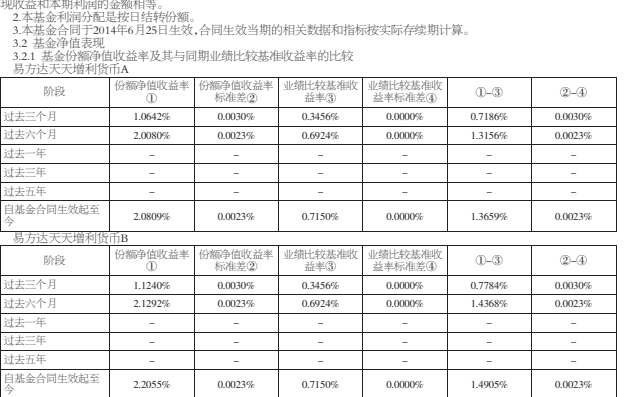 现收益和本期利润的金额相等。
2.本基金利润分配是按日结转份额。
3.本基金合同于2014年6月25日生效,合同生效当期的相关数据和指标按实际存续期计算。
3.2 基金净值表现
3.2.1 基金份额净值收益率及其与同期业绩比较基准收益率的比较
易方达天天增利货币A
阶段 份额净值收益率① 份额净值收益率标准差② 业绩比较基准收益率③ 业绩比较基准收益率标准差④ ①-③ ②-④
过去三个月 1.0642% 0.0030% 0.3456% 0.0000% 0.7186% 0.0030%
过去六个月 2.0080% 0.0023% 0.6924% 0.0000% 1.3156% 0.0023%
过去一年 - - - - - -
过去三年 - - - - - -
过去五年 - - - - - -
自基金合同生效起至今 2.0809% 0.0023% 0.7150% 0.0000% 1.3659% 0.0023%
易方达天天增利货币B
阶段 份额净值收益率① 份额净值收益率标准差② 业绩比较基准收益率③ 业绩比较基准收益率标准差④ ①-③ ②-④
过去三个月 1.1240% 0.0030% 0.3456% 0.0000% 0.7784% 0.0030%
过去六个月 2.1292% 0.0023% 0.6924% 0.0000% 1.4368% 0.0023%
过去一年 - - - - - -
过去三年 - - - - - -
过去五年 - - - - - -
自基金合同生效起至今 2.2055% 0.0023% 0.7150% 0.0000% 1.4905% 0.0023%